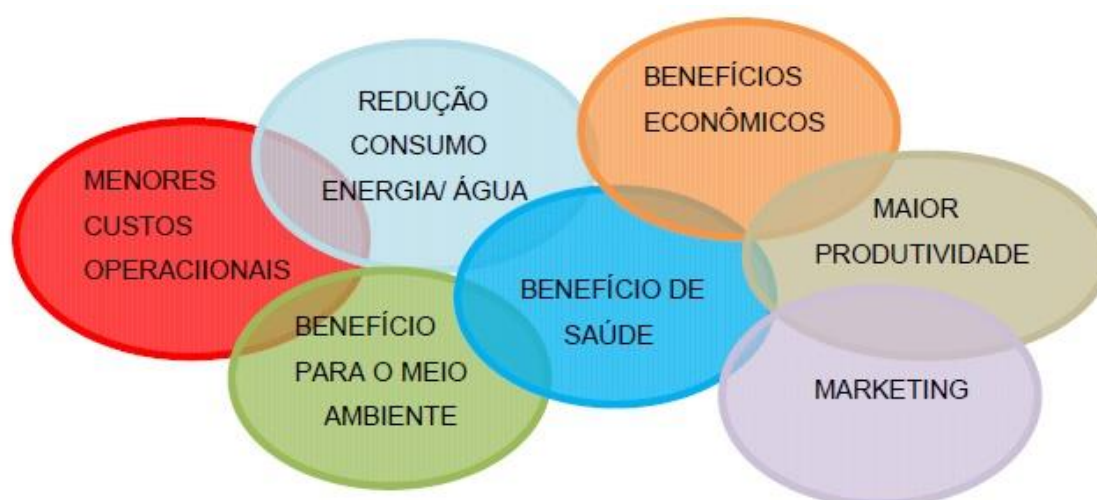 MENORES
CUSTOS
OPERACIIONAIS
REDUÇÃO
CONSUMO
ENERGIA/ ÁGUA
BENEFÍCIOS
ECONÔMICOS
MAIOR
PRODUTIVIDADE
BENEFÍCIO
PARA O MEIO
AMBIENTE
BENEFÍCIO DE
SAÚDE
MARKETING